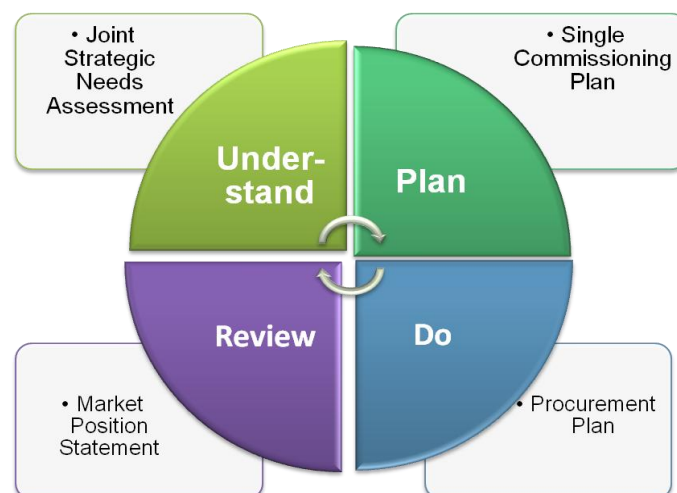 • Joint
Strategic
Needs
Assessment
• Single
Commissioning
Plan
Under-
stand
Plan
Review
Do
• Market
Position
Statement
• Procurement
Plan